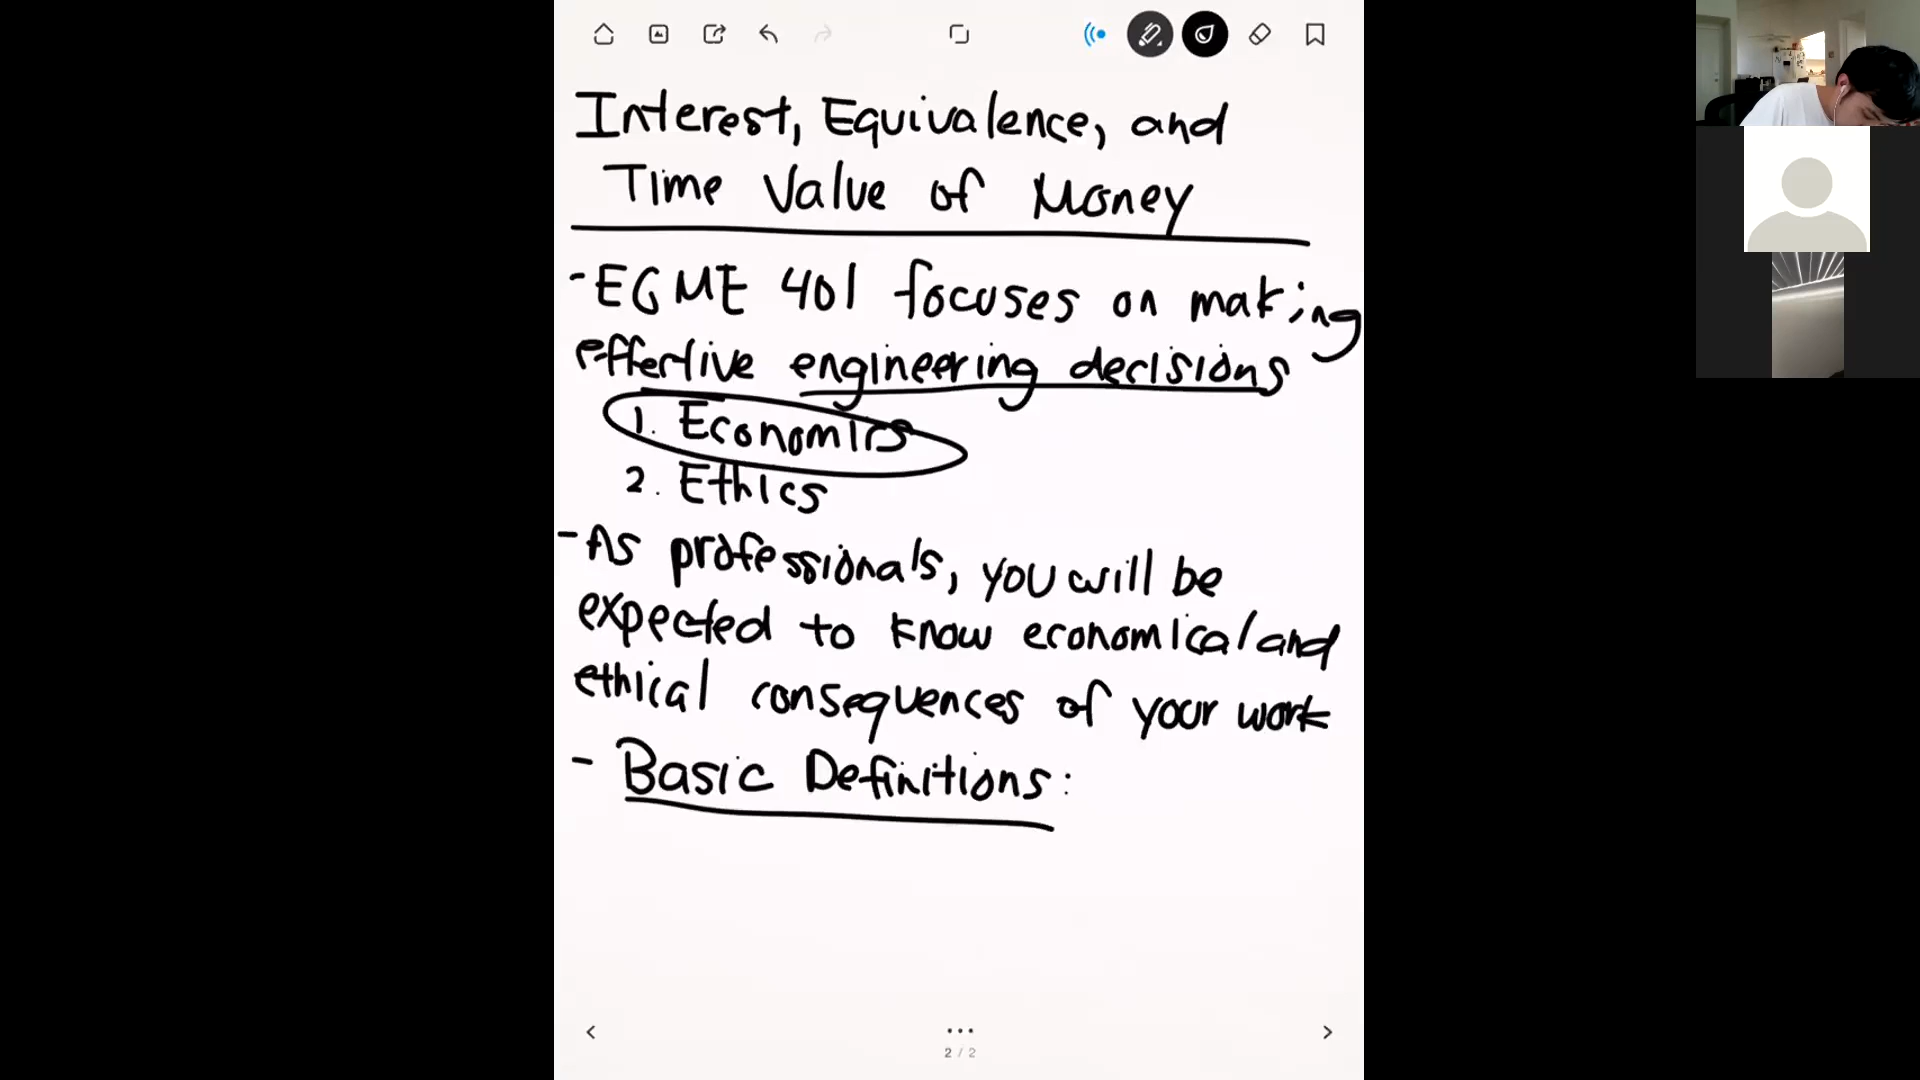 Interest, Equivalence, and
Time Value of Money
- EGME 401 focuses on making
effective engineering decisions
1. Economics
2. Ethics
- As professionals, you will be
expected to know economical and
ethical consequences of your work
- Basic Definitions:
2 / 2